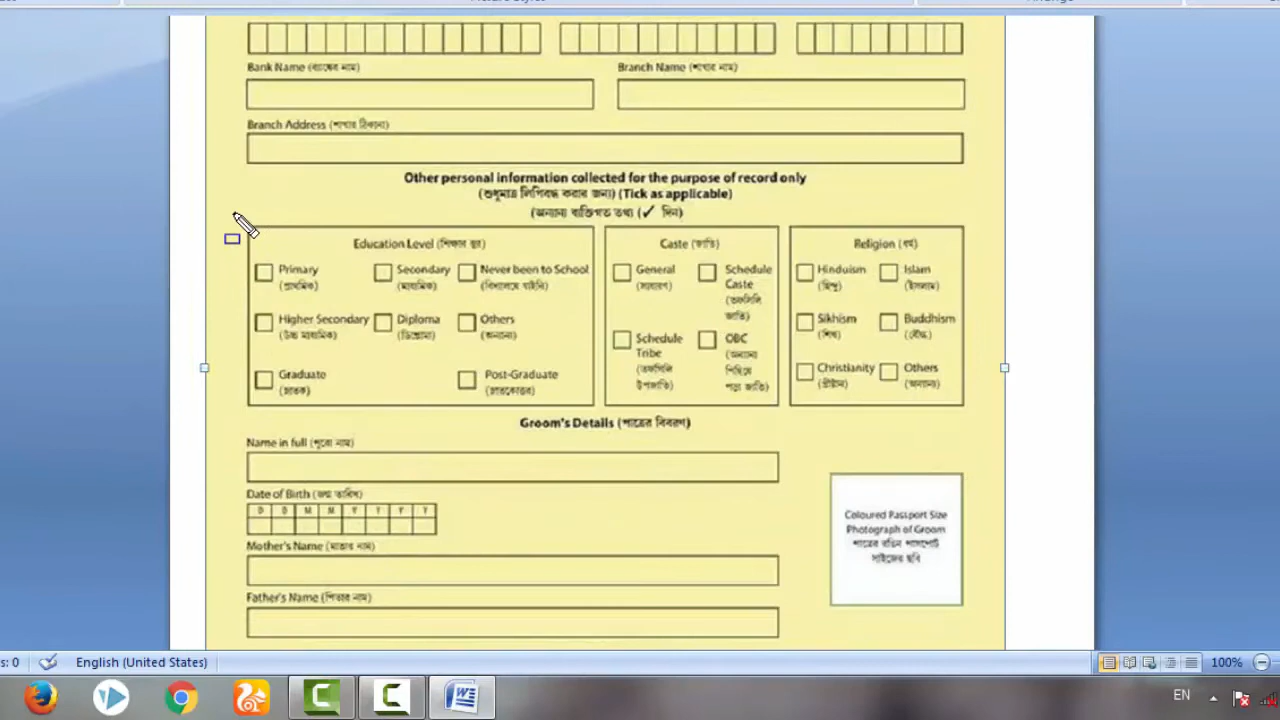 Bank Name (ব্যাঙ্কের নাম)
Branch Name (শাখার নাম)
Branch Address (শাখার ঠিকানা)
Other personal information collected for the purpose of record only
(শুধুমাত্র লিপিবদ্ধ করার জন্য) (Tick as applicable)
(অন্যান্য ব্যক্তিগত তথ্য (✓ দিন)
Education Level (শিক্ষার স্তর)
Primary
(প্রাথমিক)
Secondary
(মাধ্যমিক)
Never been to School
(বিদ্যালয়ে যাইনি)
Higher Secondary
(উচ্চ মাধ্যমিক)
Diploma
(ডিপ্লোমা)
Others
(অন্যান্য)
Graduate
(স্নাতক)
Post-Graduate
(স্নাতকোত্তর)
Caste (জাতি)
General
(সাধারণ)
Schedule
Caste
(তফসিলি
জাতি)
Schedule
Tribe
(তফসিলি
উপজাতি)
OBC
(অন্যান্য
পিছিয়ে
পড়া জাতি)
Religion (ধর্ম)
Hinduism
(হিন্দু)
Islam
(ইসলাম)
Sikhism
(শিখ)
Buddhism
(বৌদ্ধ)
Christianity
(খ্রীষ্টান)
Others
(অন্যান্য)
Groom's Details (পাত্রের বিবরণ)
Name in full (পুরো নাম)
Date of Birth (জন্ম তারিখ)
D D M M Y Y Y Y
Mother's Name (মাতার নাম)
Father's Name (পিতার নাম)
Coloured Passport Size
Photograph of Groom
পাত্রের রঙিন পাসপোর্ট
সাইজের ছবি
s: 0
English (United States)
100%
EN